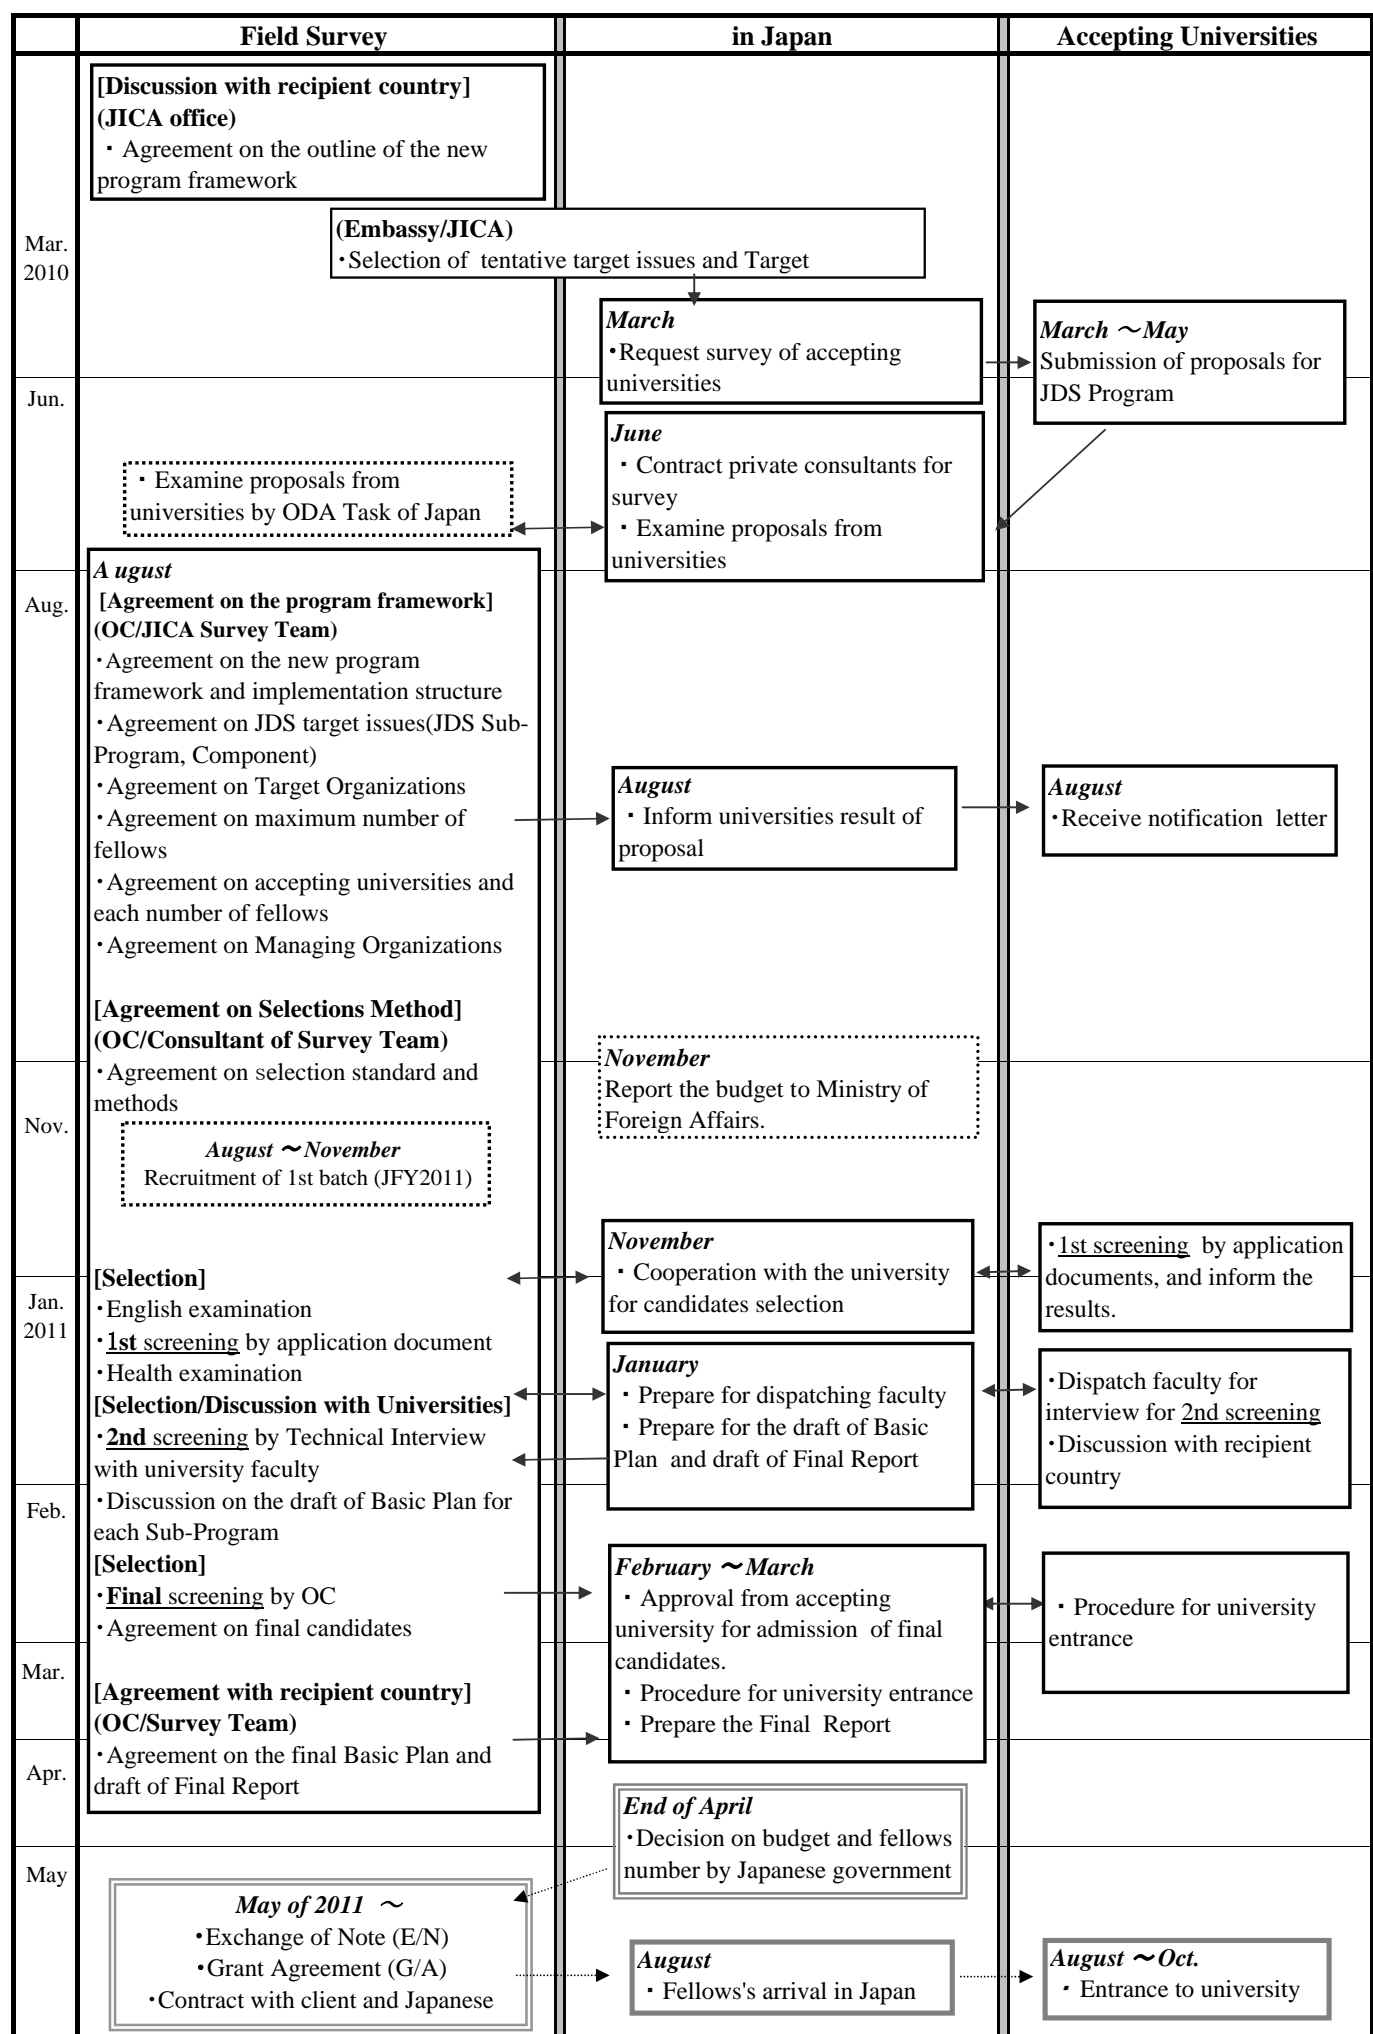 Field Survey
in Japan
Accepting Universities
[Discussion with recipient country]
(JICA office)
・Agreement on the outline of the new
program framework
Mar.
2010
(Embassy/JICA)
・Selection of tentative target issues and Target
March
・Request survey of accepting
universities
March ～May
Submission of proposals for
JDS Program
Jun.
June
・Contract private consultants for
survey
・Examine proposals from
universities
・Examine proposals from
universities by ODA Task of Japan
Aug.
A ugust
[Agreement on the program framework]
(OC/JICA Survey Team)
・Agreement on the new program
framework and implementation structure
・Agreement on JDS target issues(JDS Sub-
Program, Component)
・Agreement on Target Organizations
・Agreement on maximum number of
fellows
・Agreement on accepting universities and
each number of fellows
・Agreement on Managing Organizations
August
・Inform universities result of
proposal
August
・Receive notification letter
[Agreement on Selections Method]
(OC/Consultant of Survey Team)
・Agreement on selection standard and
methods
Nov.
November
Report the budget to Ministry of
Foreign Affairs.
August ～November
Recruitment of 1st batch (JFY2011)
November
・Cooperation with the university
for candidates selection
・1st screening by application
documents, and inform the
results.
Jan.
2011
[Selection]
・English examination
・1st screening by application document
・Health examination
[Selection/Discussion with Universities]
・2nd screening by Technical Interview
with university faculty
・Discussion on the draft of Basic Plan for
each Sub-Program
January
・Prepare for dispatching faculty
・Prepare for the draft of Basic
Plan and draft of Final Report
・Dispatch faculty for
interview for 2nd screening
・Discussion with recipient
country
Feb.
[Selection]
・Final screening by OC
・Agreement on final candidates
February ～March
・Approval from accepting
university for admission of final
candidates.
・Procedure for university entrance
・Prepare the Final Report
・Procedure for university
entrance
Mar.
[Agreement with recipient country]
(OC/Survey Team)
・Agreement on the final Basic Plan and
draft of Final Report
Apr.
End of April
・Decision on budget and fellows
number by Japanese government
May
May of 2011 ～
・Exchange of Note (E/N)
・Grant Agreement (G/A)
・Contract with client and Japanese
August
・Fellows's arrival in Japan
August ～Oct.
・Entrance to university